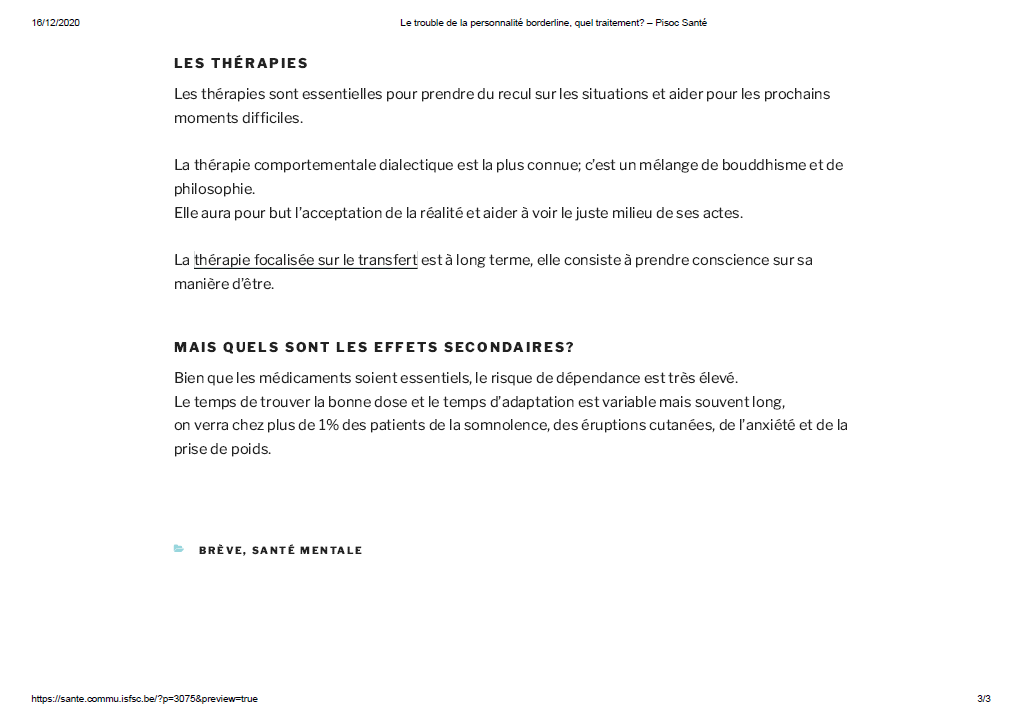 16/12/2020
Le trouble de la personnalité borderline, quel traitement? – Pisoc Santé
LES THÉRAPIES
Les thérapies sont essentielles pour prendre du recul sur les situations et aider pour les prochains
moments difficiles.
La thérapie comportementale dialectique est la plus connue; c’est un mélange de bouddhisme et de
philosophie.
Elle aura pour but l’acceptation de la réalité et aider à voir le juste milieu de ses actes.
La thérapie focalisée sur le transfert est à long terme, elle consiste à prendre conscience sur sa
manière d’être.
MAIS QUELS SONT LES EFFETS SECONDAIRES?
Bien que les médicaments soient essentiels, le risque de dépendance est très élevé.
Le temps de trouver la bonne dose et le temps d’adaptation est variable mais souvent long,
on verra chez plus de 1% des patients de la somnolence, des éruptions cutanées, de l’anxiété et de la
prise de poids.
BRÈVE, SANTÉ MENTALE
https://sante.commu.isfsc.be/?p=3075&preview=true
3/3